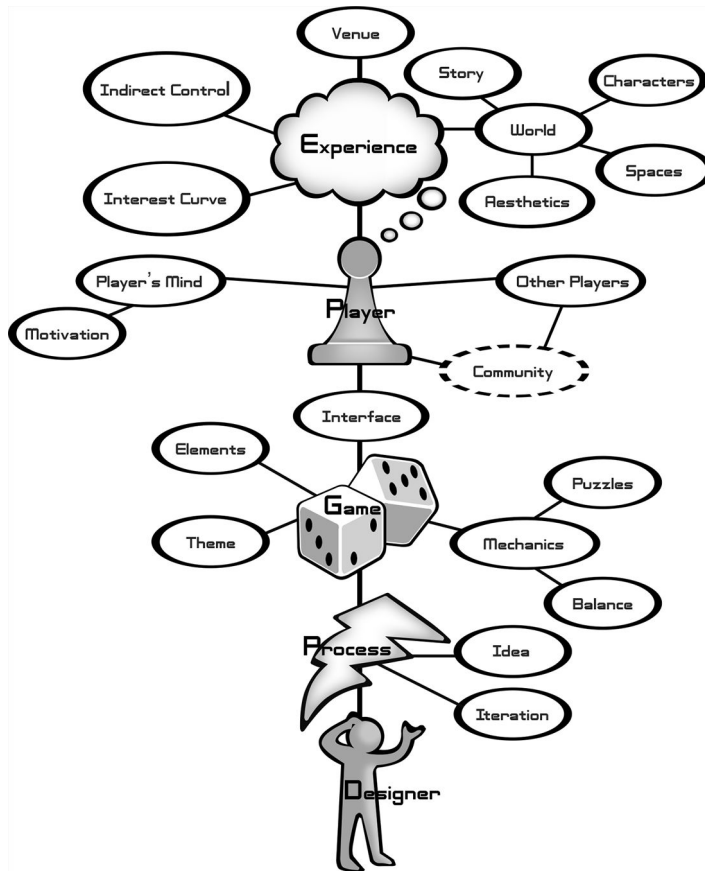 Venue
Story
Characters
Indirect Control
World
Experience
Spaces
Interest Curve
Aesthetics
Player's Mind
Other Players
Player
Motivation
Community
Interface
Elements
Puzzles
Game
Theme
Mechanics
Balance
Process
Idea
Iteration
Designer